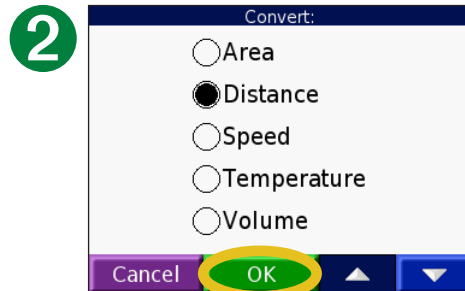 2
Convert:
Area
Distance
Speed
Temperature
Volume
Cancel OK